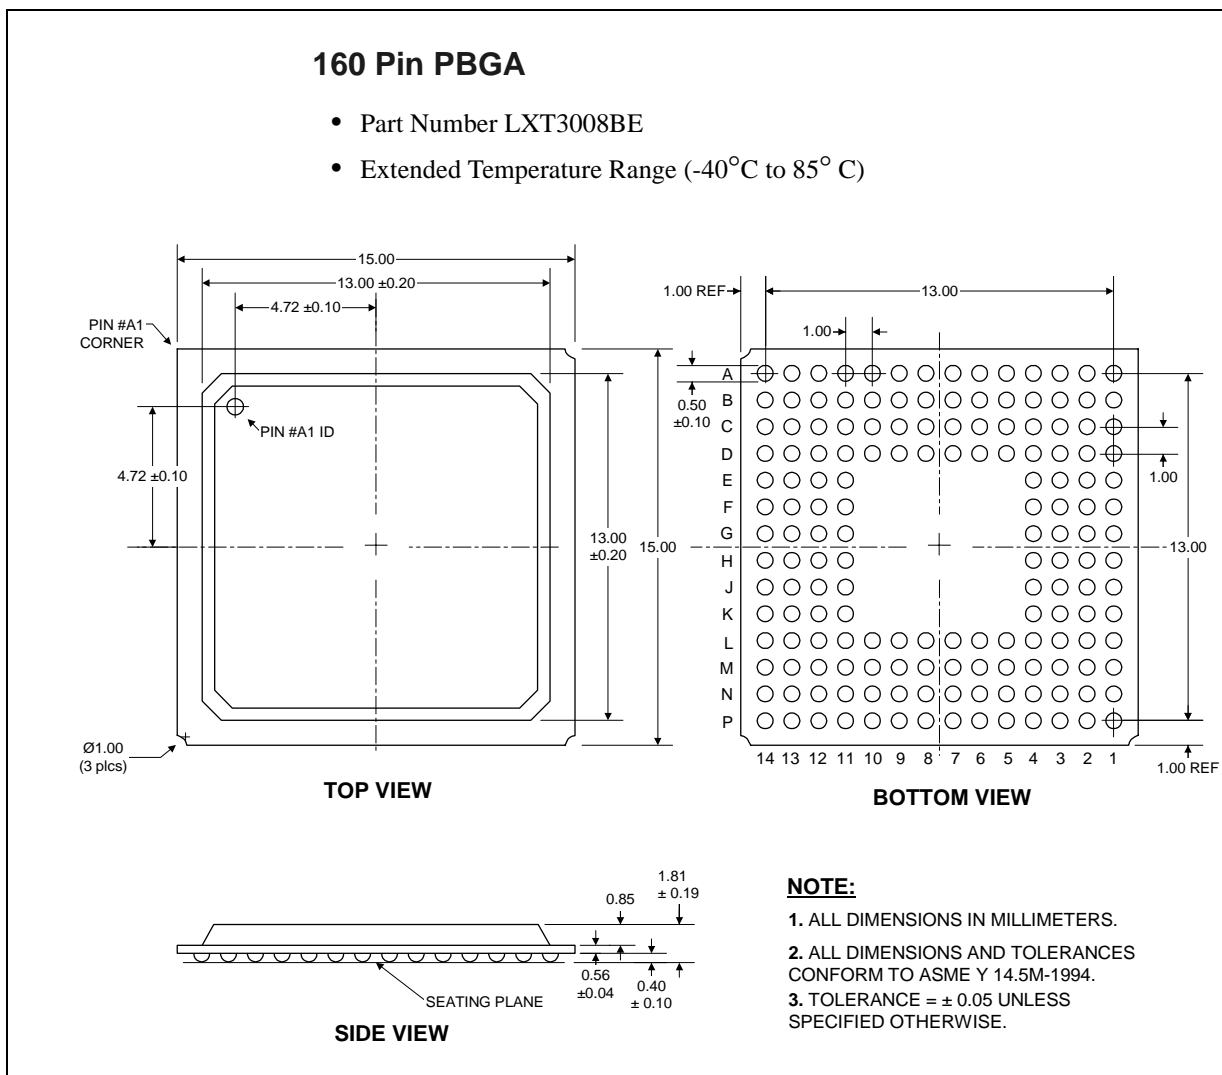 160 Pin PBGA
• Part Number LXT3008BE
• Extended Temperature Range (-40°C to 85° C)
15.00
13.00 ±0.20
4.72 ±0.10
PIN #A1
CORNER
PIN #A1 ID
4.72 ±0.10
13.00
±0.20
15.00
Ø1.00
(3 plcs)
TOP VIEW
1.00 REF
13.00
1.00
0.50
±0.10
A
B
C
D
E
F
G
H
J
K
L
M
N
P
1.00
13.00
14 13 12 11 10 9 8 7 6 5 4 3 2 1
1.00 REF
BOTTOM VIEW
1.81
± 0.19
0.85
0.56
±0.04
0.40
± 0.10
SEATING PLANE
SIDE VIEW
NOTE:
1. ALL DIMENSIONS IN MILLIMETERS.
2. ALL DIMENSIONS AND TOLERANCES
CONFORM TO ASME Y 14.5M-1994.
3. TOLERANCE = ± 0.05 UNLESS
SPECIFIED OTHERWISE.